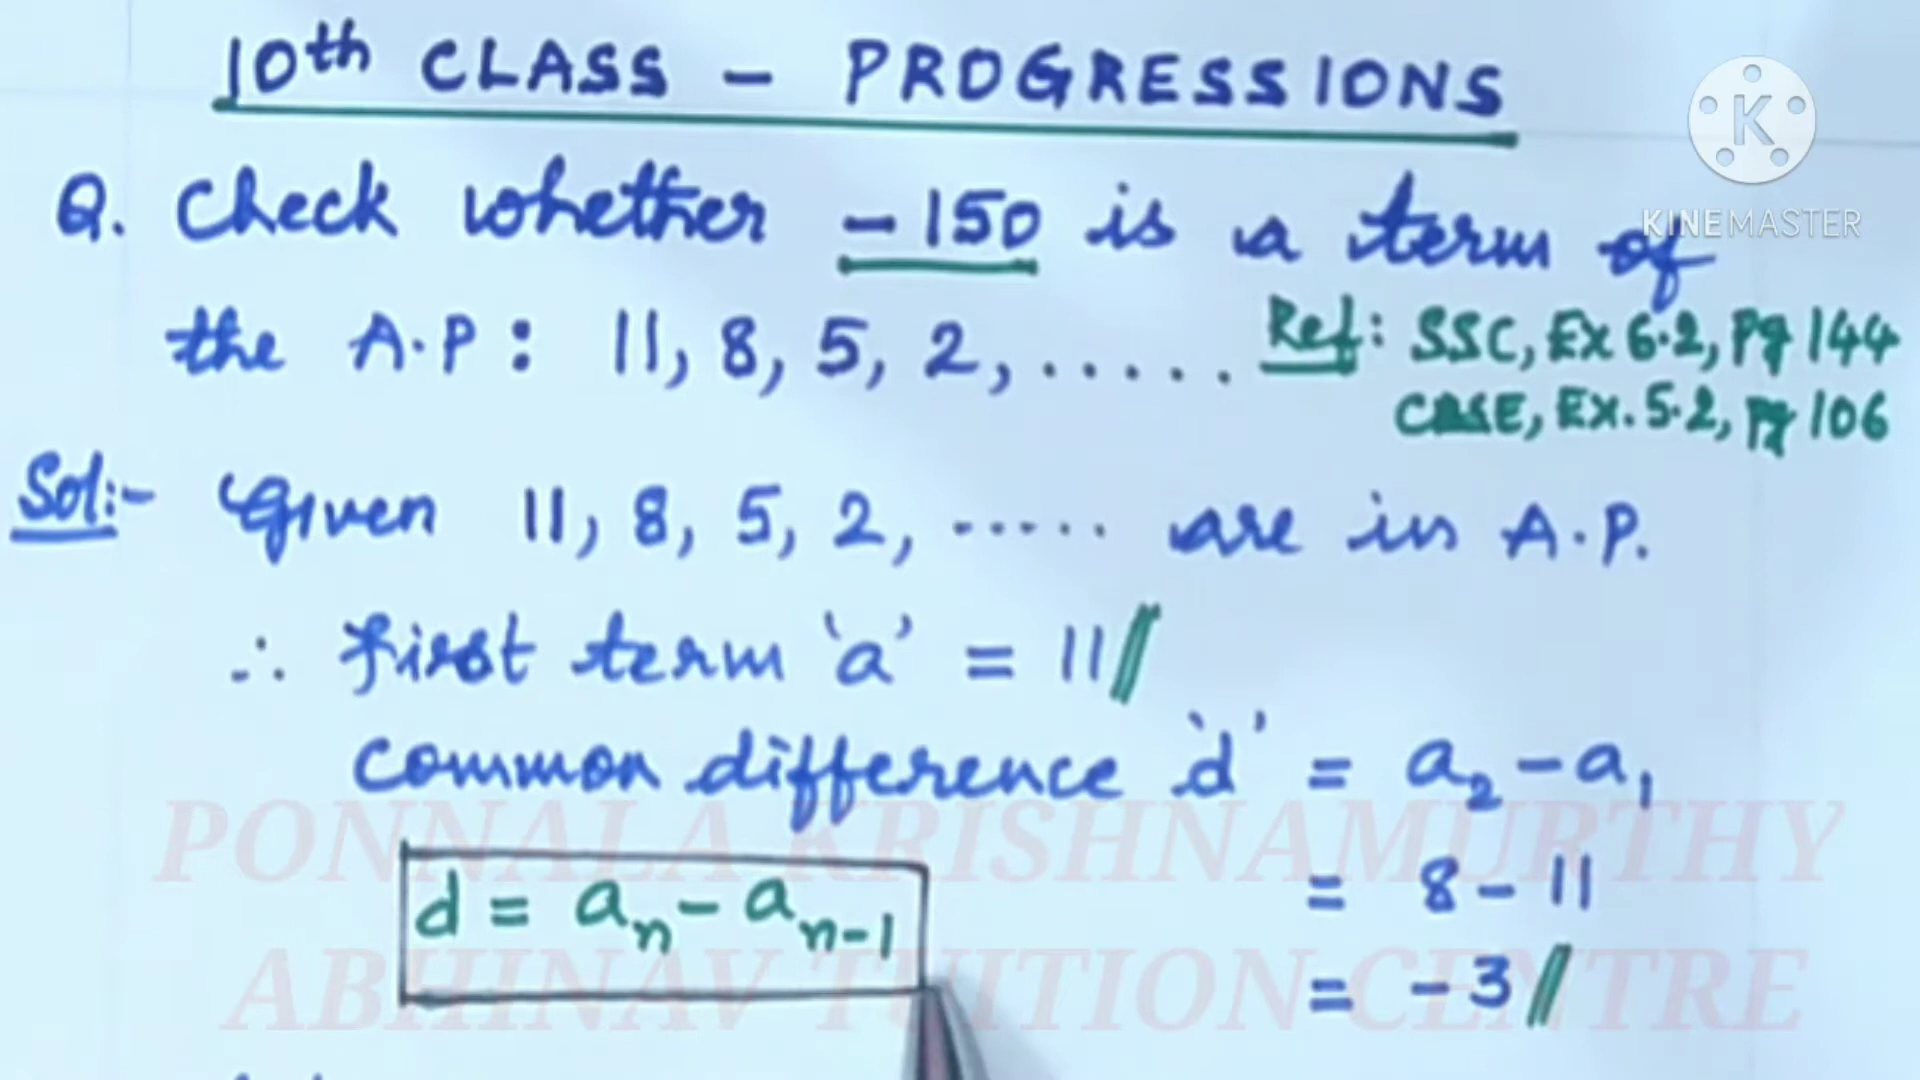 10th CLASS - PROGRESSIONS
K
KINEMASTER
Q. Check whether -150 is a term of
the A.P: 11, 8, 5, 2, ..... Ref: SSC, Ex 6.2, Pg 144
CBSE, Ex. 5.2, Pg 106
Sol:- Given 11, 8, 5, 2, ..... are in A.P.
∴ first term 'a' = 11//
common difference 'd' = a₂ - a₁
PONNALA KRISHNAMURTHY
= 8 - 11
d = aₙ - aₙ₋₁
ABHINAV TUITION CENTRE
= -3//